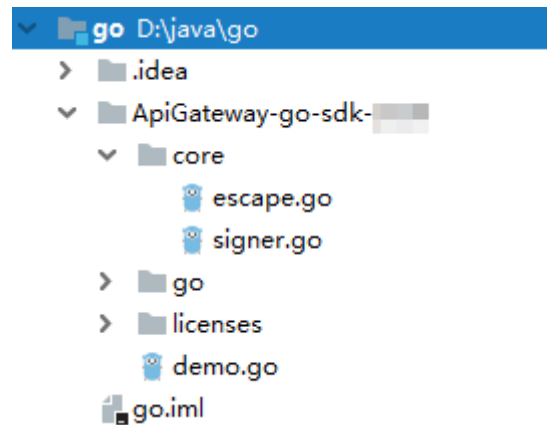 go D:\java\go
.idea
ApiGateway-go-sdk-
core
escape.go
signer.go
go
licenses
demo.go
go.iml